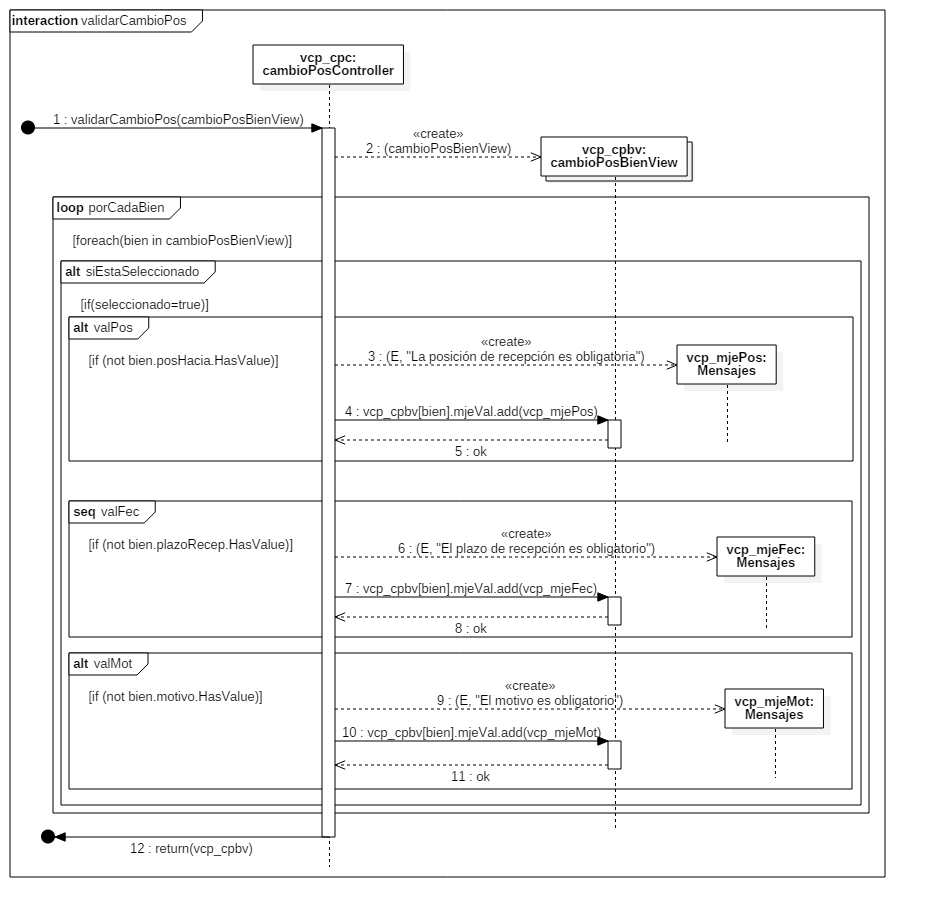 interaction validarCambioPos
vcp_cpc:
cambioPosController
1 : validarCambioPos(cambioPosBienView)
«create»
2 : (cambioPosBienView)
vcp_cpbv:
cambioPosBienView
loop porCadaBien
[foreach(bien in cambioPosBienView)]
alt siEstaSeleccionado
[if(seleccionado=true)]
alt valPos
[if (not bien.posHacia.HasValue)]
«create»
3 : (E, "La posición de recepción es obligatoria")
vcp_mjePos:
Mensajes
4 : vcp_cpbv[bien].mjeVal.add(vcp_mjePos)
5 : ok
seq valFec
[if (not bien.plazoRecep.HasValue)]
«create»
6 : (E, "El plazo de recepción es obligatorio")
vcp_mjeFec:
Mensajes
7 : vcp_cpbv[bien].mjeVal.add(vcp_mjeFec)
8 : ok
alt valMot
[if (not bien.motivo.HasValue)]
«create»
9 : (E, "El motivo es obligatorio")
vcp_mjeMot:
Mensajes
10 : vcp_cpbv[bien].mjeVal.add(vcp_mjeMot)
11 : ok
12 : return(vcp_cpbv)